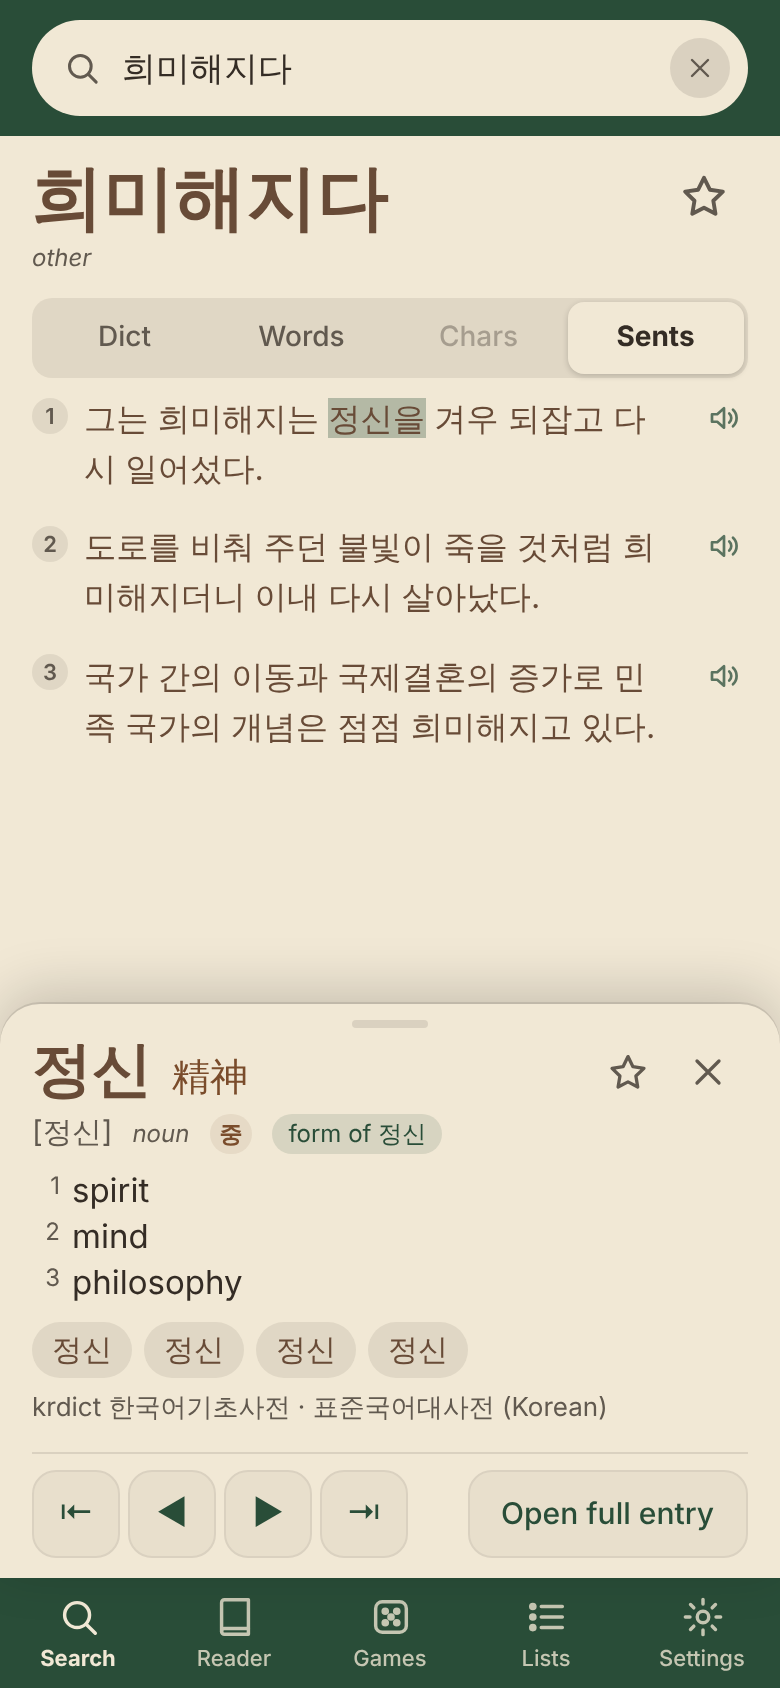 희미해지다
희미해지다
other
Dict Words Chars Sents
1 그는 희미해지는 정신을 겨우 되잡고 다
시 일어섰다.
2 도로를 비춰 주던 불빛이 죽을 것처럼 희
미해지더니 이내 다시 살아났다.
3 국가 간의 이동과 국제결혼의 증가로 민
족 국가의 개념은 점점 희미해지고 있다.
정신 精神
[정신] noun 중 form of 정신
1 spirit
2 mind
3 philosophy
정신 정신 정신 정신
krdict 한국어기초사전 · 표준국어대사전 (Korean)
Open full entry
Search Reader Games Lists Settings